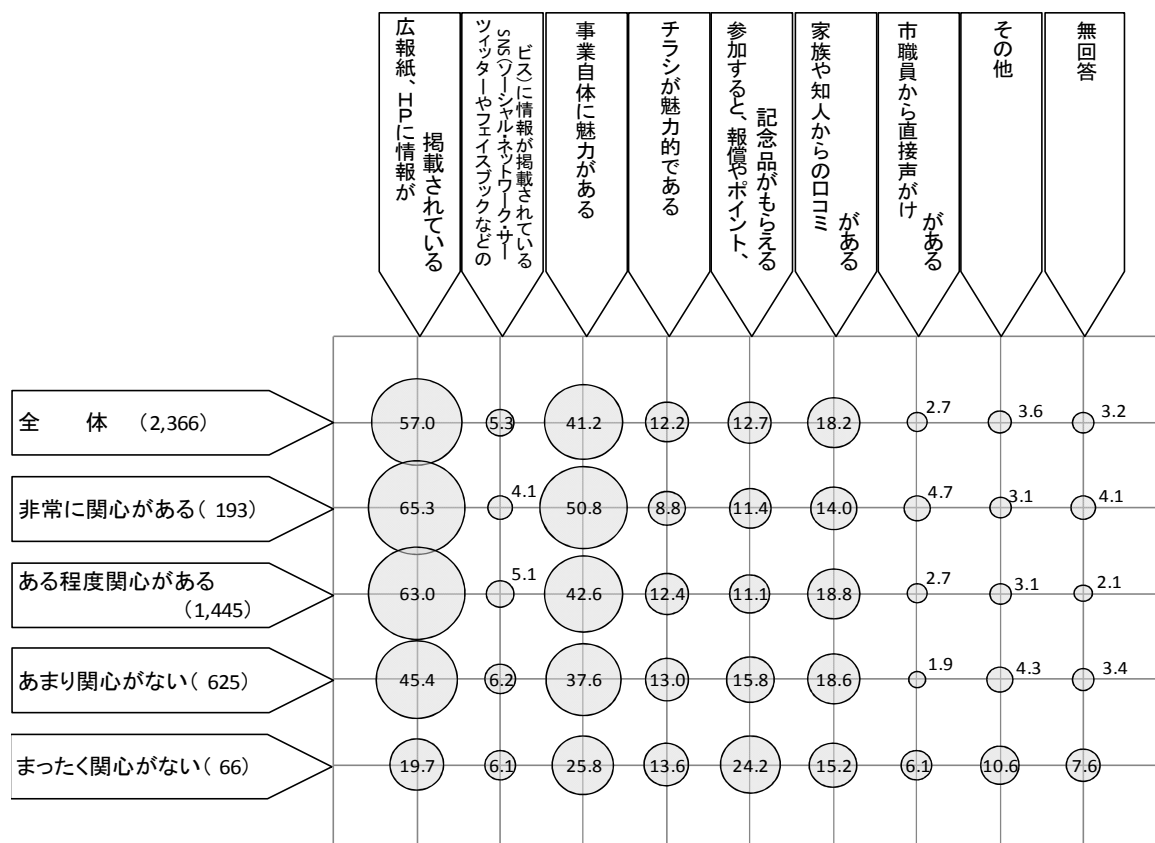 広報紙、HPに情報が
掲載されている
ツィッターやフェイスブックなどの
SNS(ソーシャル・ネットワーク・サー
ビス)に情報が掲載されている
事業自体に魅力がある
チラシが魅力的である
参加すると、報償やポイント、
記念品がもらえる
家族や知人からの口コミ
がある
市職員から直接声がけ
がある
その他
無回答
全 体 (2,366)
57.0 5.3 41.2 12.2 12.7 18.2 2.7 3.6 3.2
非常に関心がある( 193)
65.3 4.1 50.8 8.8 11.4 14.0 4.7 3.1 4.1
ある程度関心がある
(1,445)
63.0 5.1 42.6 12.4 11.1 18.8 2.7 3.1 2.1
あまり関心がない( 625)
45.4 6.2 37.6 13.0 15.8 18.6 1.9 4.3 3.4
まったく関心がない( 66)
19.7 6.1 25.8 13.6 24.2 15.2 6.1 10.6 7.6